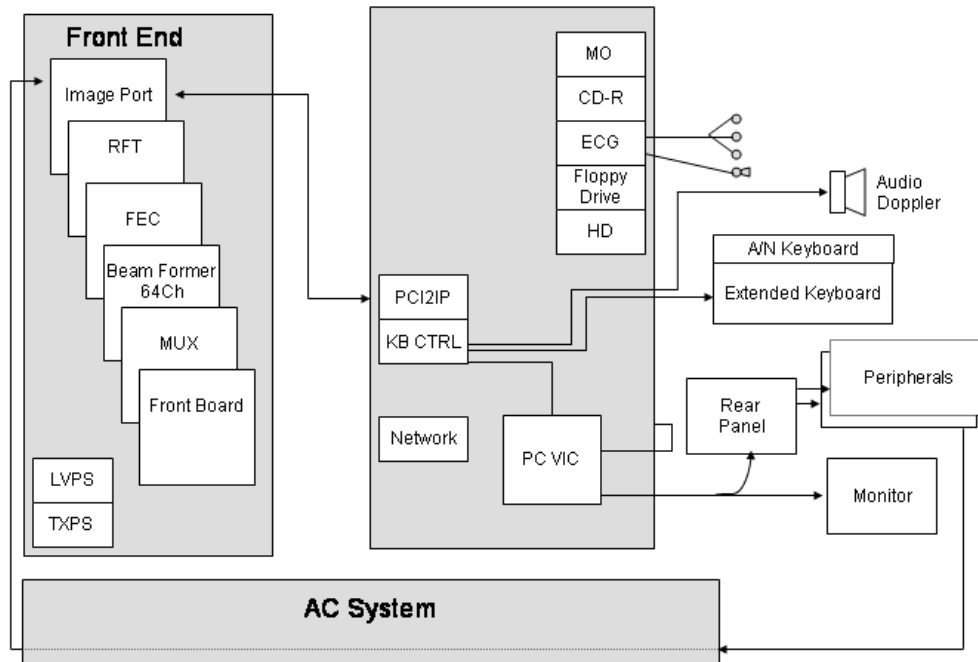 Front End
Image Port
RFT
FEC
Beam Former
64Ch
MUX
Front Board
LVPS
TXPS
MO
CD-R
ECG
Floppy
Drive
HD
PCI2IP
KB CTRL
Network
PC VIC
Audio
Doppler
A/N Keyboard
Extended Keyboard
Rear
Panel
Peripherals
Monitor
AC System